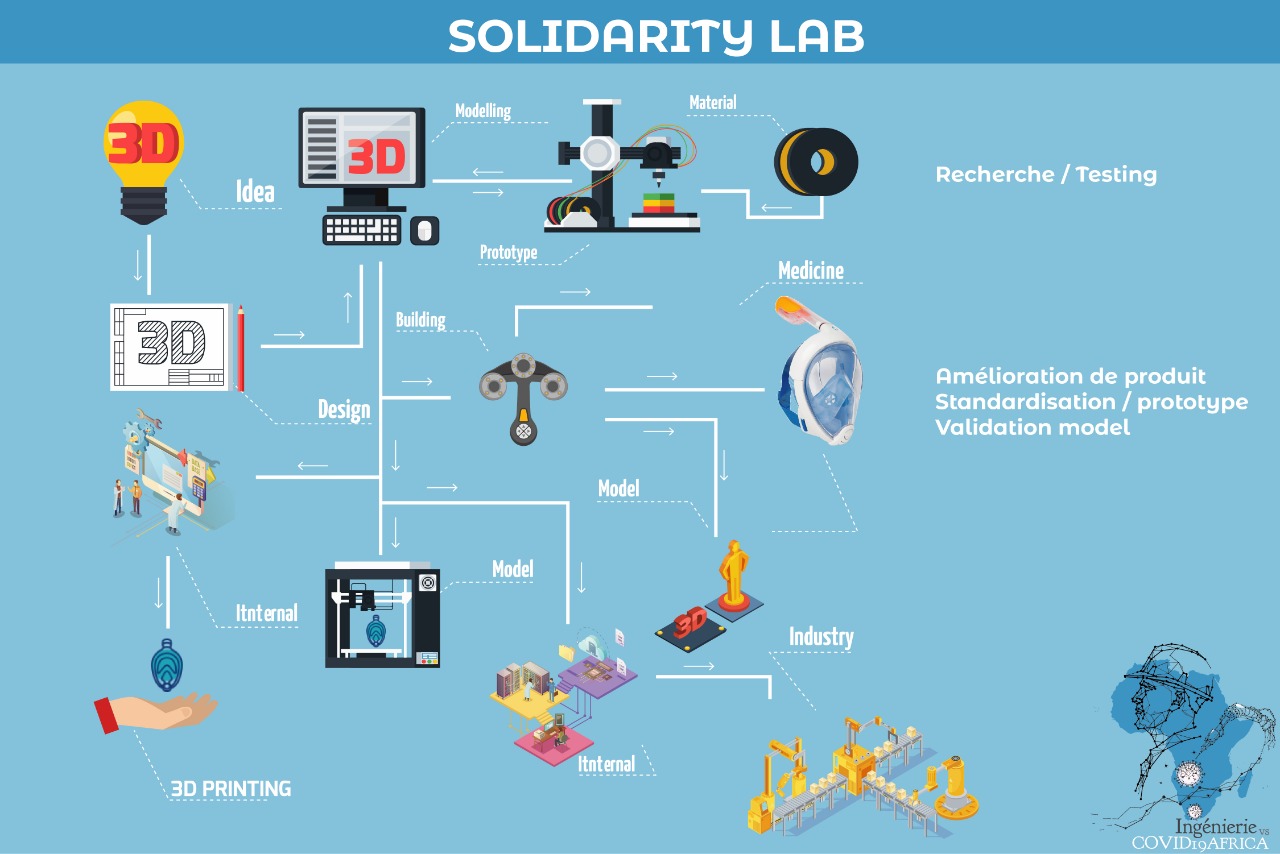 SOLIDARITY LAB
3D
Idea
3D
Modelling
Material
Recherche / Testing
Prototype
Medicine
3D
Building
Design
Amélioration de produit
Standardisation / prototype
Validation model
Model
Model
Itnternal
3D
Industry
Itnternal
3D PRINTING
Ingénierie vs
COVID19AFRICA